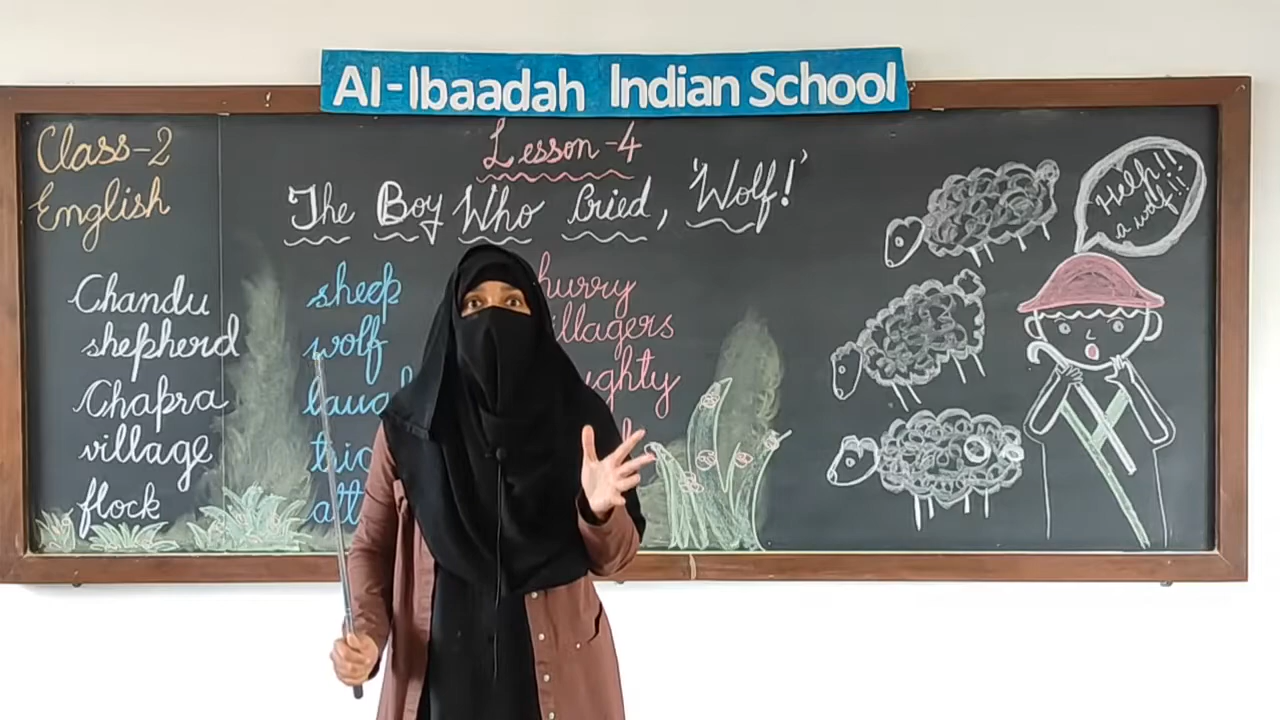 Al-Ibaadah Indian School
Class-2
English
Lesson-4
The Boy Who Cried, 'Wolf!'
Help!!
a wolf!!
Chandu
shepherd
Chapra
village
flock
sheep
wolf
hurry